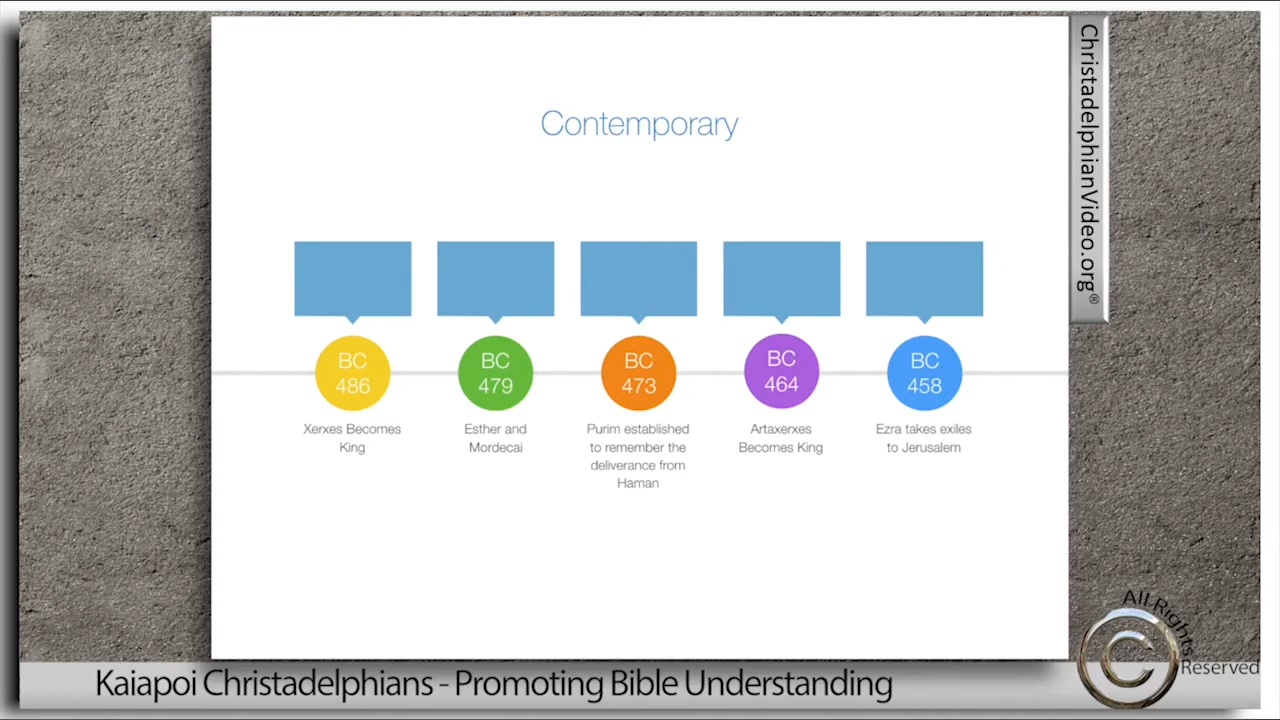 Contemporary
BC
486
BC
479
BC
473
BC
464
BC
458
Xerxes Becomes
King
Esther and
Mordecai
Purim established
to remember the
deliverance from
Haman
Artaxerxes
Becomes King
Ezra takes exiles
to Jerusalem
ChristadelphianVideo.org®
All Rights
C
Reserved
Kaiapoi Christadelphians - Promoting Bible Understanding